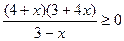 (4 ÷ x)(3 + 4x)
≥ 0
3 − x